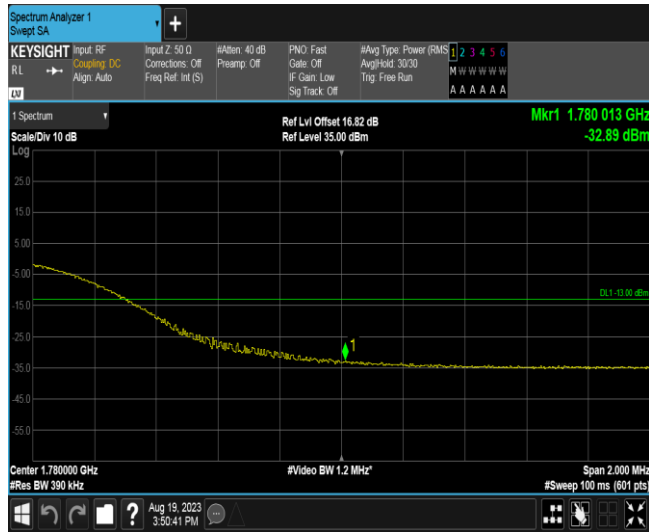 Spectrum Analyzer 1
Swept SA
+
KEYSIGHT
RL
LXI
Input: RF
Coupling: DC
Align: Auto
Input Z: 50 Ω
Corrections: Off
Freq Ref: Int (S)
#Atten: 40 dB
Preamp: Off
PNO: Fast
Gate: Off
IF Gain: Low
Sig Track: Off
#Avg Type: Power (RMS
Avg|Hold: 30/30
Trig: Free Run
1 2 3 4 5 6
M W W W W W
A A A A A A
1 Spectrum
Scale/Div 10 dB
Ref Lvl Offset 16.82 dB
Ref Level 35.00 dBm
Mkr1 1.780 013 GHz
-32.89 dBm
Log
25.0
15.0
5.00
-5.00
DL1 -13.00 dBm
-15.0
-25.0
1
-35.0
-45.0
-55.0
Center 1.780000 GHz
#Video BW 1.2 MHz*
Span 2.000 MHz
#Res BW 390 kHz
#Sweep 100 ms (601 pts)
?
Aug 19, 2023
3:50:41 PM